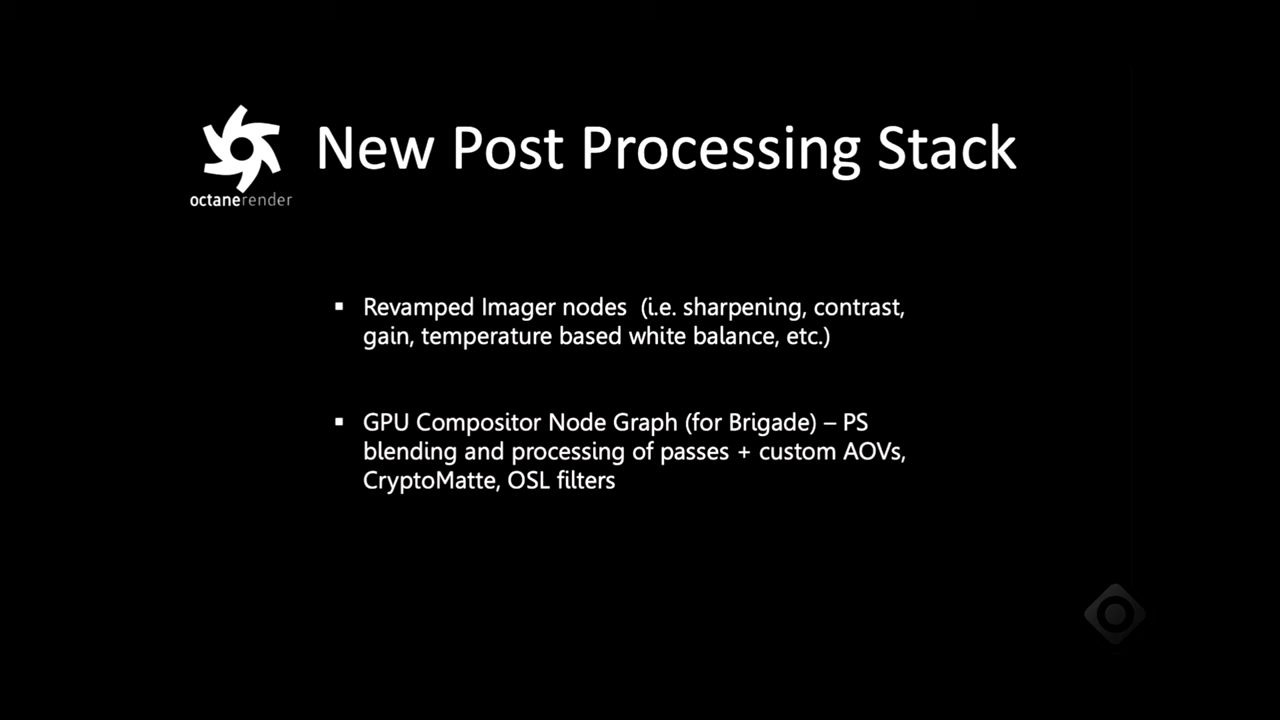 New Post Processing Stack
octanerender
▪ Revamped Imager nodes (i.e. sharpening, contrast,
gain, temperature based white balance, etc.)
▪ GPU Compositor Node Graph (for Brigade) – PS
blending and processing of passes + custom AOVs,
CryptoMatte, OSL filters